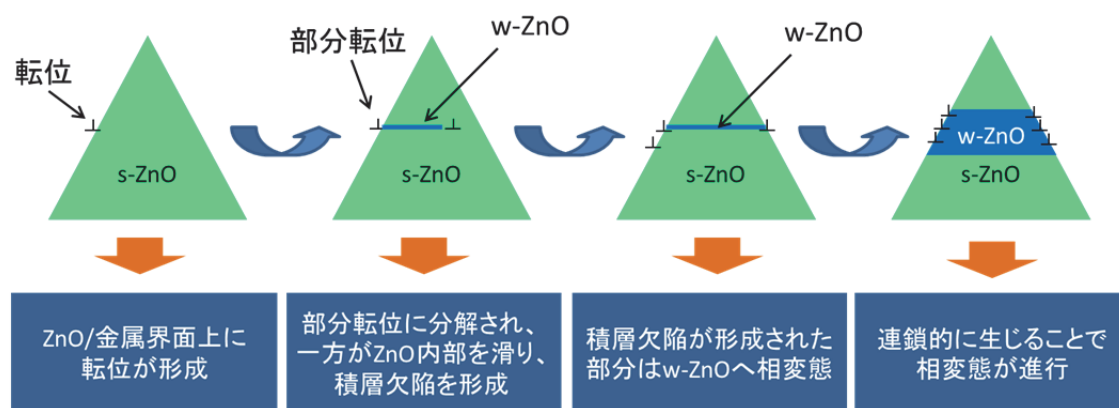 転位
s-ZnO
部分転位
w-ZnO
s-ZnO
w-ZnO
s-ZnO
w-ZnO
s-ZnO
ZnO/金属界面上に
転位が形成
部分転位に分解され、
一方がZnO内部を滑り、
積層欠陥を形成
積層欠陥が形成された
部分はw-ZnOへ相変態
連鎖的に生じることで
相変態が進行